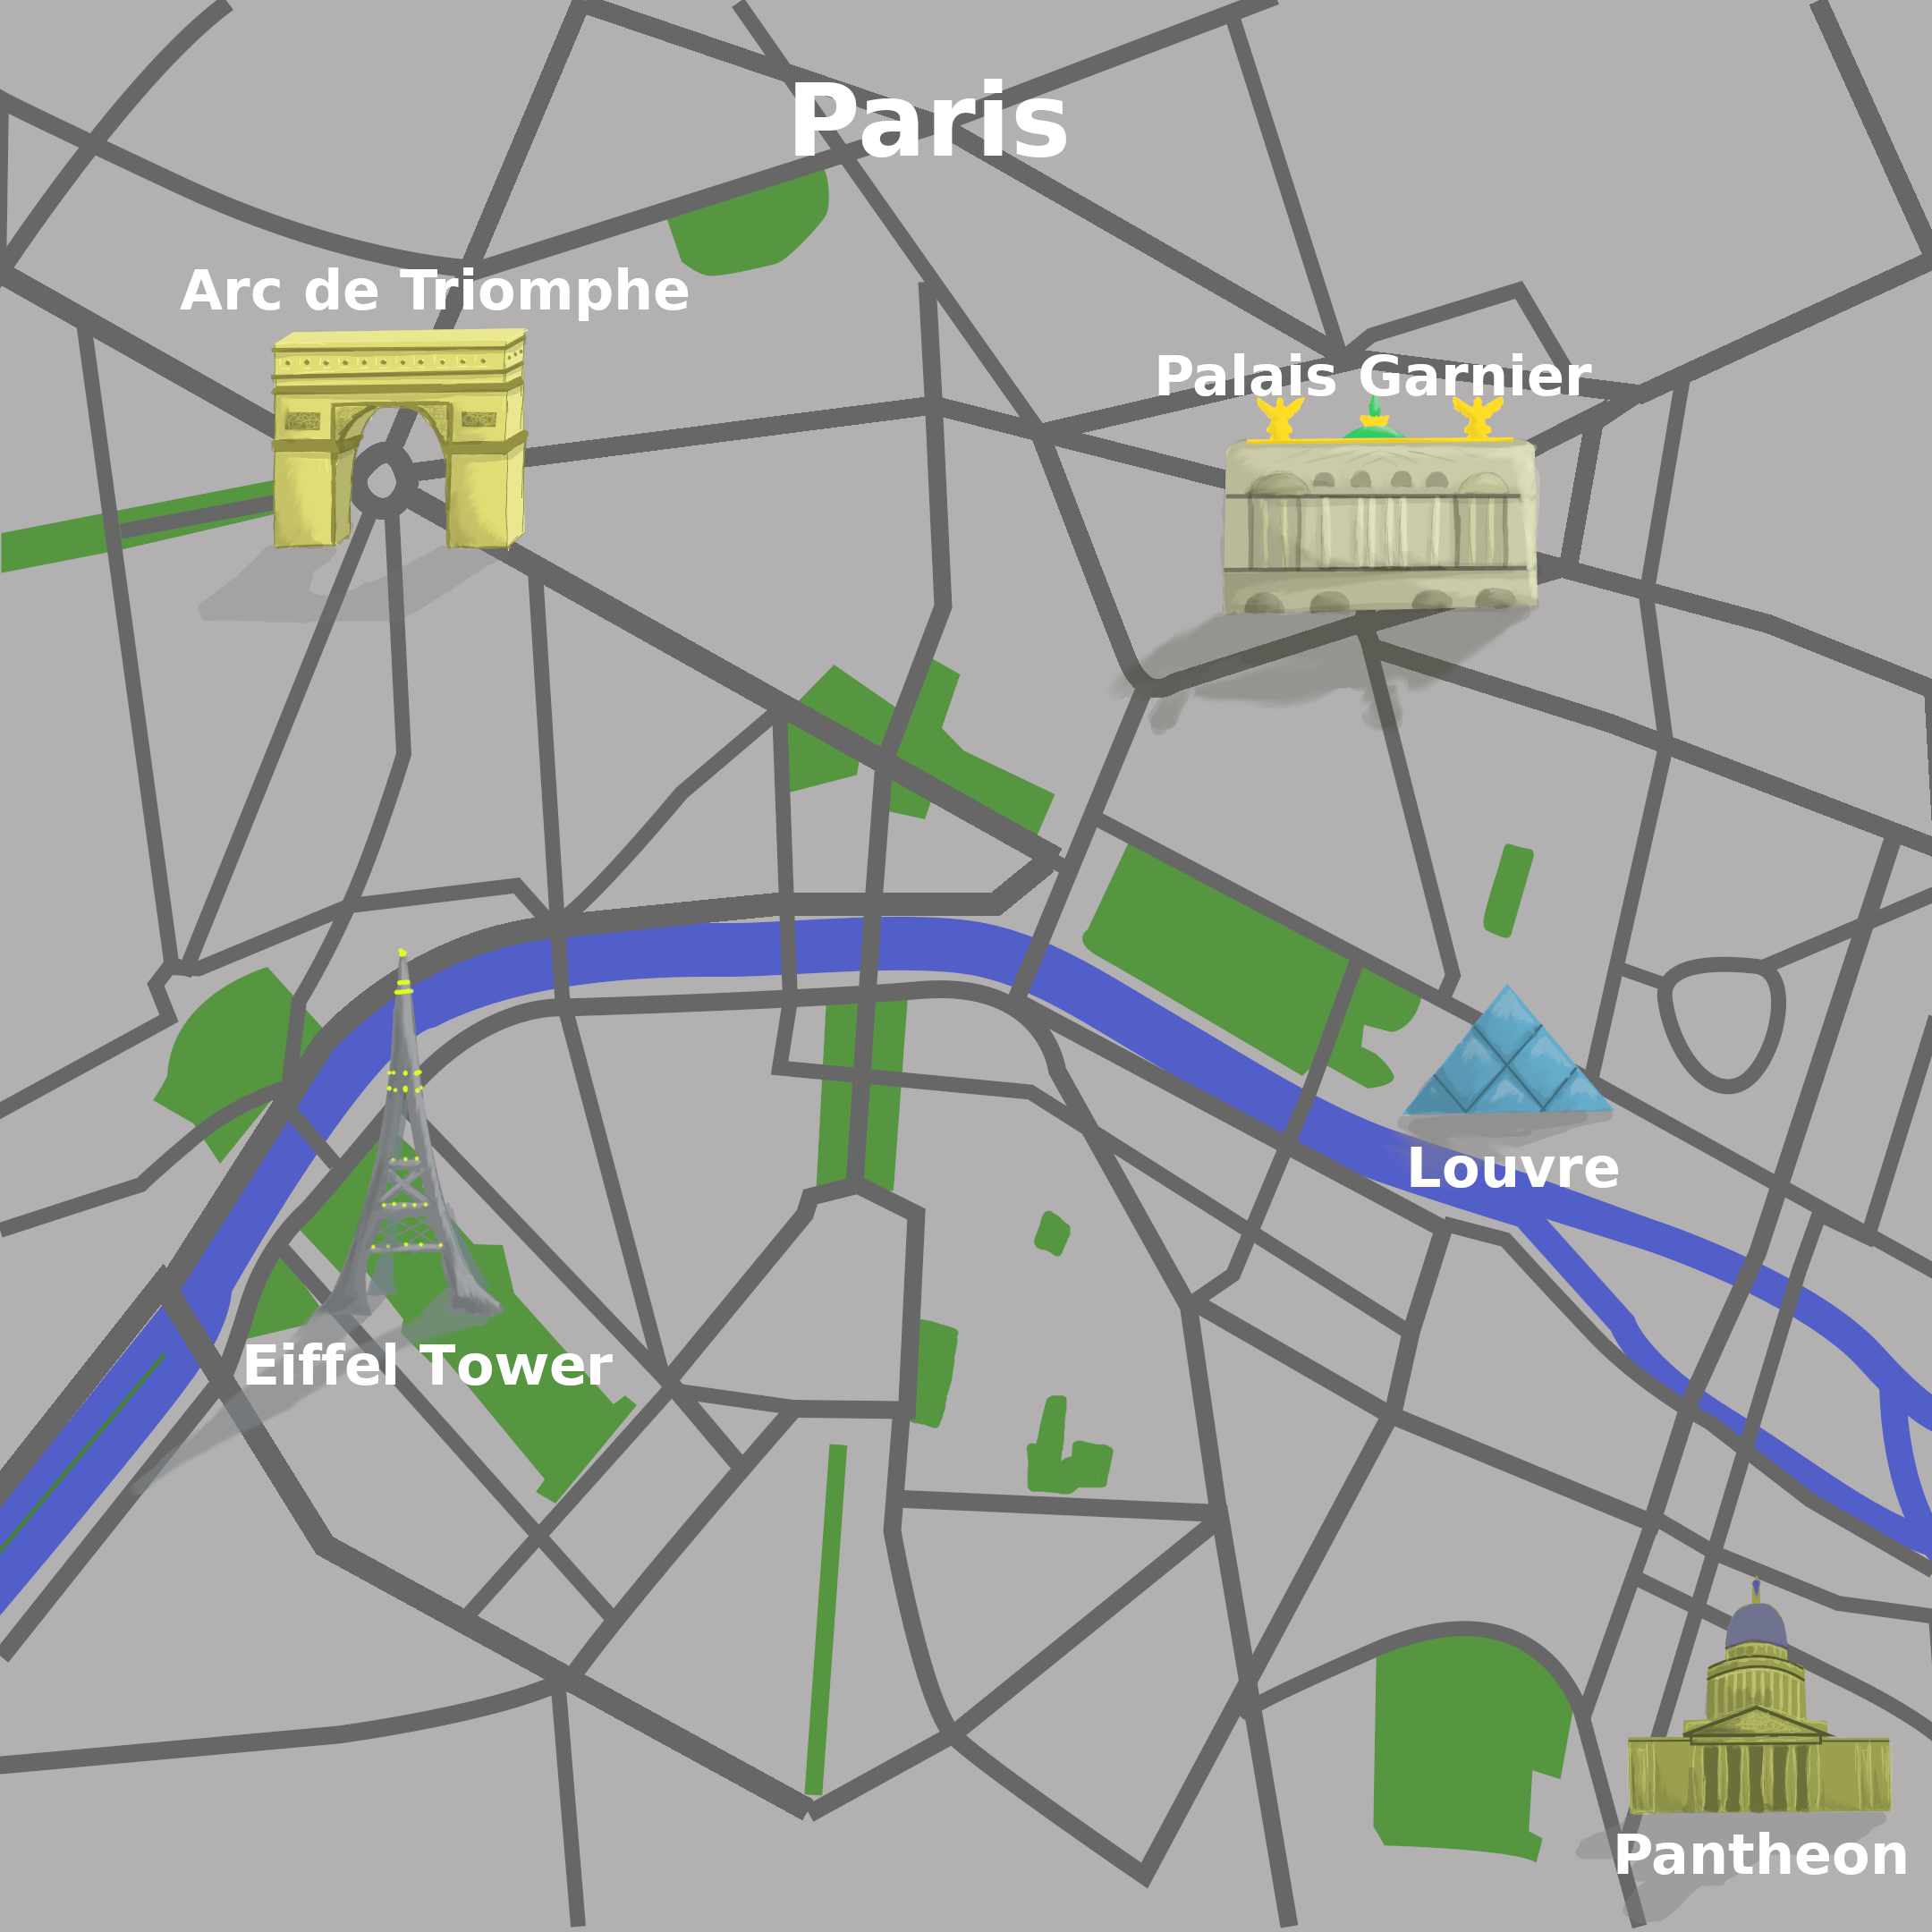 Paris
Arc de Triomphe
Palais Garnier
Louvre
Eiffel Tower
Pantheon